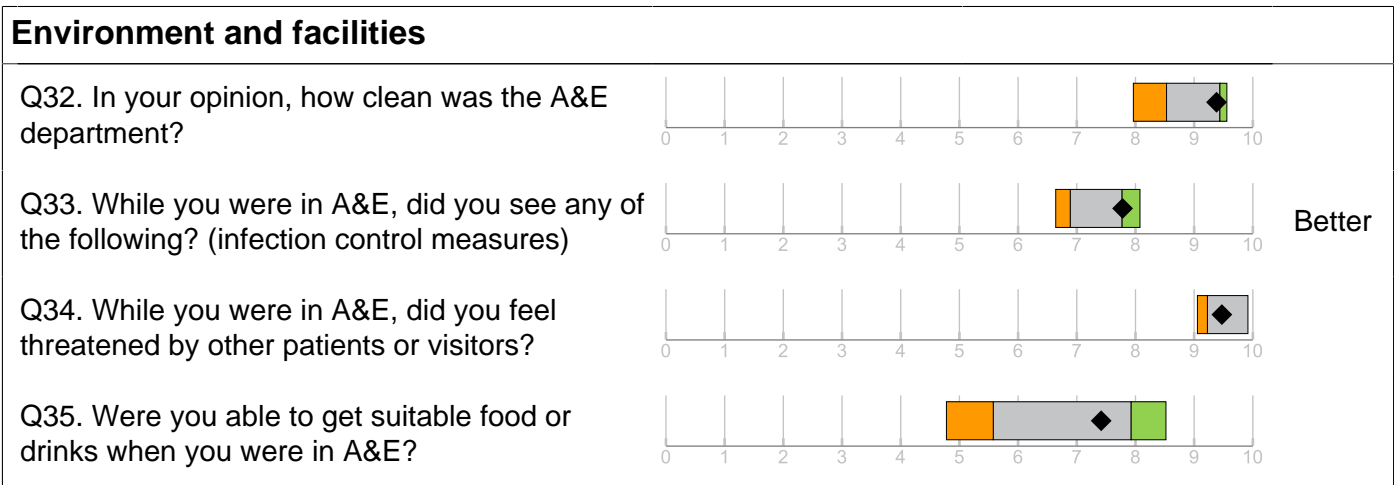 Environment and facilities
Q32. In your opinion, how clean was the A&E
department?
0 1 2 3 4 5 6 7 8 9 10
Q33. While you were in A&E, did you see any of
the following? (infection control measures)
Better
0 1 2 3 4 5 6 7 8 9 10
Q34. While you were in A&E, did you feel
threatened by other patients or visitors?
0 1 2 3 4 5 6 7 8 9 10
Q35. Were you able to get suitable food or
drinks when you were in A&E?
0 1 2 3 4 5 6 7 8 9 10